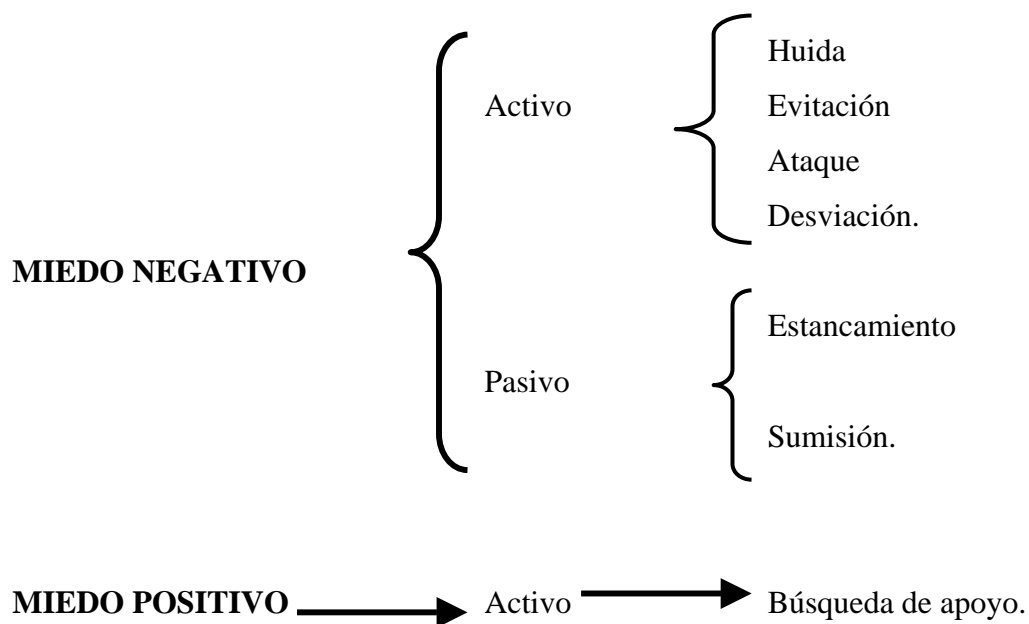 Huida
Activo
Evitación
Ataque
Desviación.
MIEDO NEGATIVO
Estancamiento
Pasivo
Sumisión.
MIEDO POSITIVO Activo Búsqueda de apoyo.